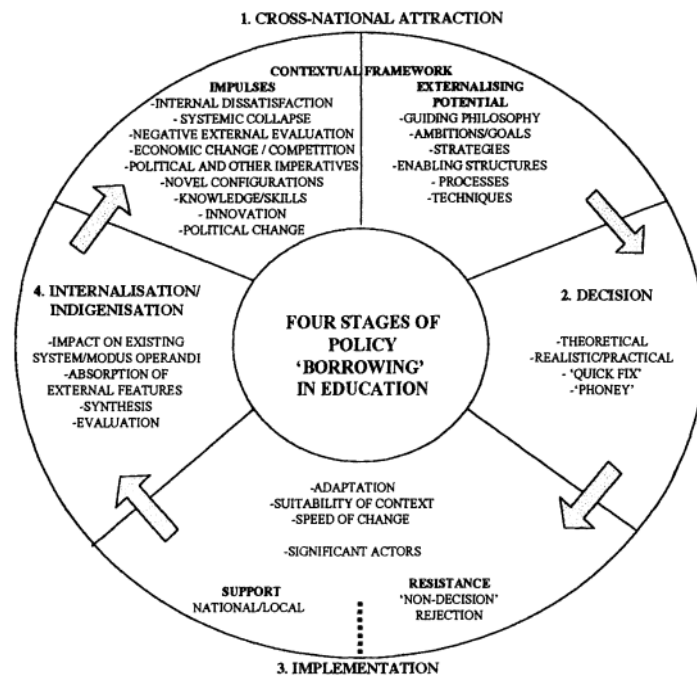 1. CROSS-NATIONAL ATTRACTION
CONTEXTUAL FRAMEWORK
IMPULSES
-INTERNAL DISSATISFACTION
- SYSTEMIC COLLAPSE
-NEGATIVE EXTERNAL EVALUATION
-ECONOMIC CHANGE / COMPETITION
-POLITICAL AND OTHER IMPERATIVES
-NOVEL CONFIGURATIONS
-KNOWLEDGE/SKILLS
- INNOVATION
- POLITICAL CHANGE
EXTERNALISING
POTENTIAL
-GUIDING PHILOSOPHY
-AMBITIONS/GOALS
- STRATEGIES
-ENABLING STRUCTURES
- PROCESSES
-TECHNIQUES
2. DECISION
-THEORETICAL
- REALISTIC/PRACTICAL
- 'QUICK FIX'
-'PHONEY'
FOUR STAGES OF
POLICY
'BORROWING'
IN EDUCATION
-ADAPTATION
-SUITABILITY OF CONTEXT
-SPEED OF CHANGE
-SIGNIFICANT ACTORS
SUPPORT
NATIONAL/LOCAL
RESISTANCE
'NON-DECISION'
REJECTION
3. IMPLEMENTATION
4. INTERNALISATION/
INDIGENISATION
-IMPACT ON EXISTING
SYSTEM/MODUS OPERANDI
-ABSORPTION OF
EXTERNAL FEATURES
-SYNTHESIS
-EVALUATION